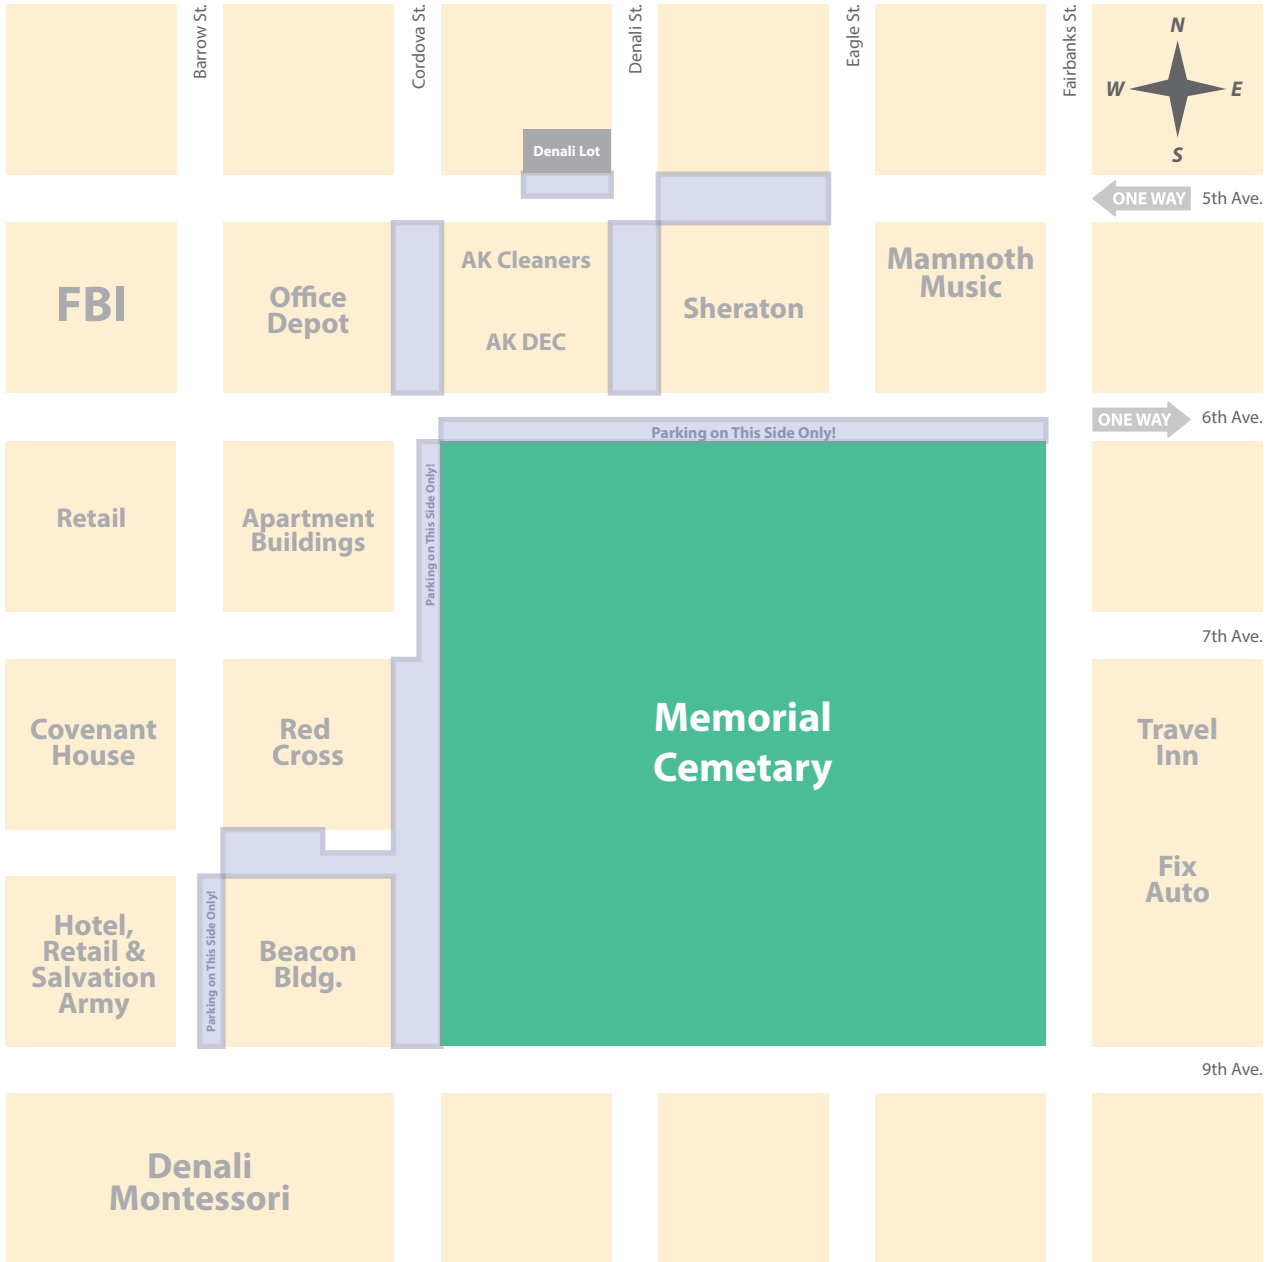 Barrow St.
Cordova St.
Denali St.
Eagle St.
Fairbanks St.
N
W
E
S
Denali Lot
ONE WAY
5th Ave.
FBI
Office
Depot
AK Cleaners
AK DEC
Sheraton
Mammoth
Music
ONE WAY
6th Ave.
Parking on This Side Only!
Retail
Apartment
Buildings
Parking on This Side Only!
7th Ave.
Covenant
House
Red
Cross
Memorial
Cemetary
Travel
Inn
Fix
Auto
Hotel,
Retail &
Salvation
Army
Parking on This Side Only!
Beacon
Bldg.
9th Ave.
Denali
Montessori